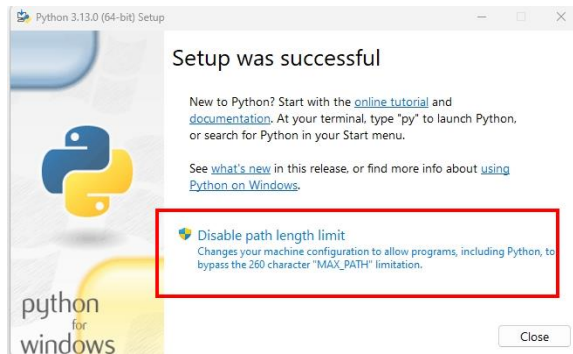 Python 3.13.0 (64-bit) Setup
Setup was successful
New to Python? Start with the online tutorial and
documentation. At your terminal, type "py" to launch Python,
or search for Python in your Start menu.
See what's new in this release, or find more info about using
Python on Windows.
Disable path length limit
Changes your machine configuration to allow programs, including Python, to
bypass the 260 character "MAX_PATH" limitation.
python
for
windows
Close